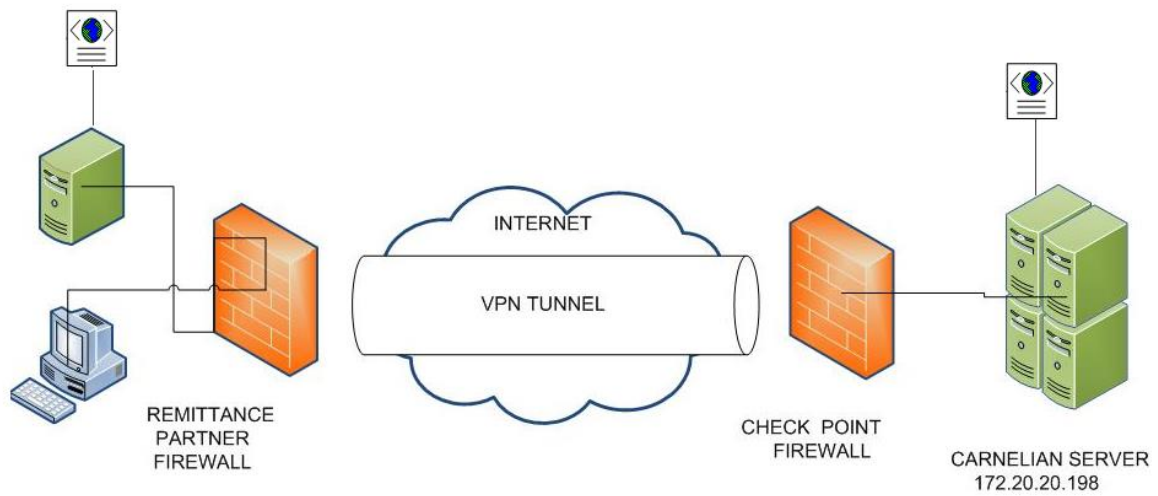 INTERNET
VPN TUNNEL
REMITTANCE
PARTNER
FIREWALL
CHECK POINT
FIREWALL
CARNELIAN SERVER
172.20.20.198